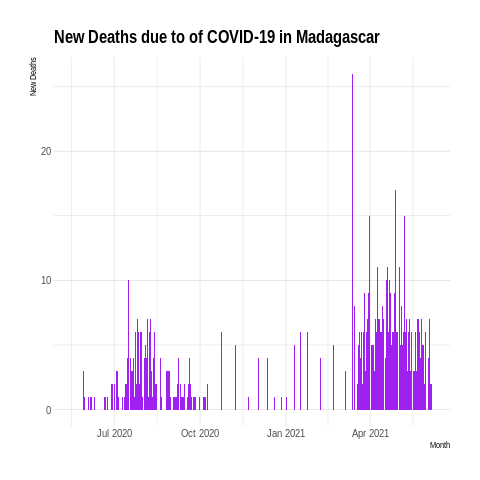 New Deaths due to of COVID-19 in Madagascar
New Deaths
20
10
0
Jul 2020 Oct 2020 Jan 2021 Apr 2021
Month